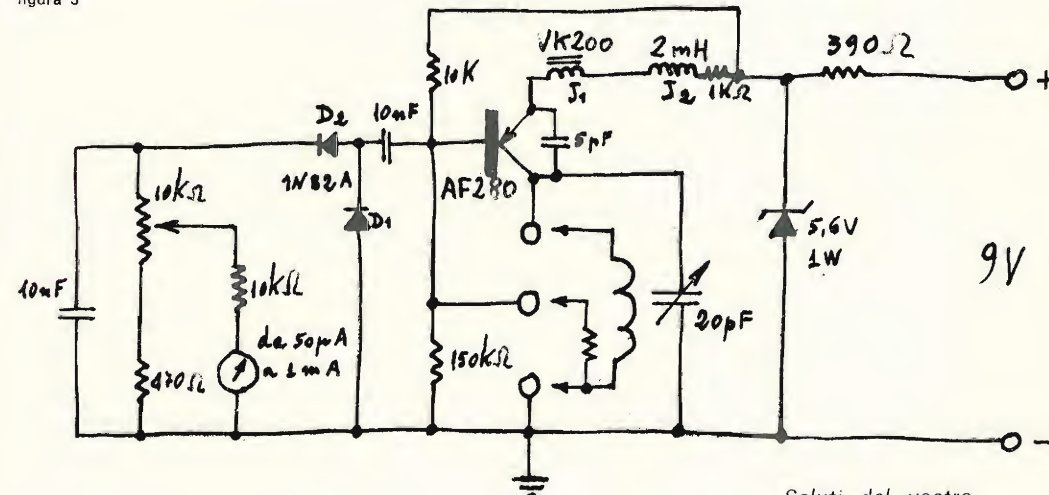 figura 3
VK200
2mH
390Ω
10K
J1
J2
1KΩ
+
D2
10nF
5pF
1N82A
AF280
10kΩ
D1
5,6V
1W
9V
10nF
10kΩ
20pF
da 50µA
a 1mA
150kΩ
470Ω
-
Saluti dal vostro